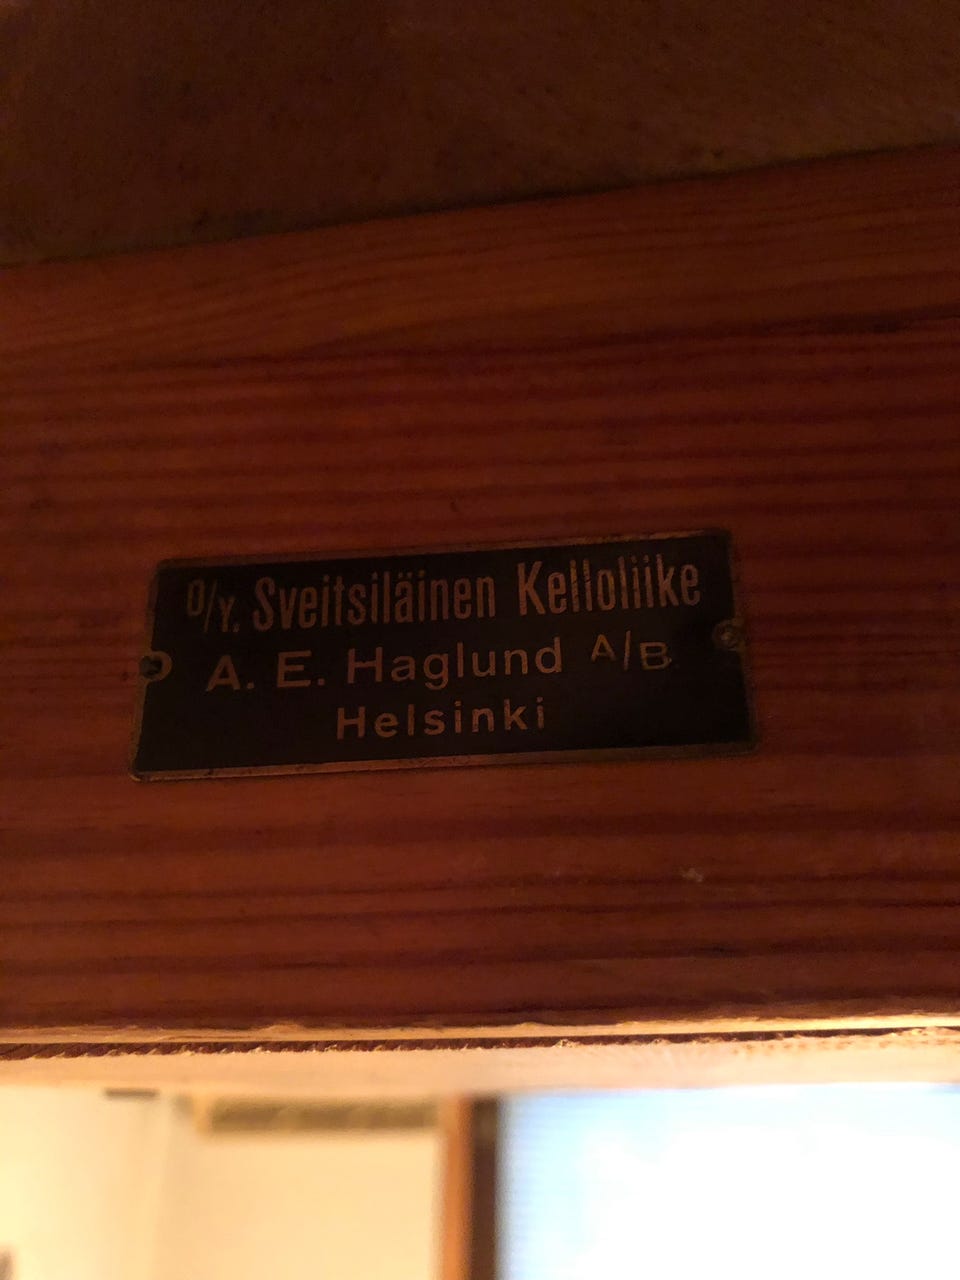 O/Y. Sveitsiläinen Kelloliike
A. E. Haglund A/B.
Helsinki